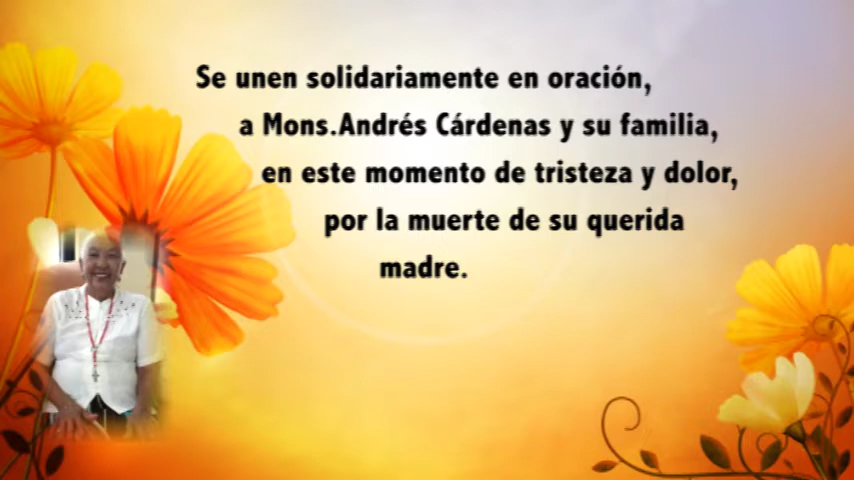 Se unen solidariamente en oración,
a Mons.Andrés Cárdenas y su familia,
en este momento de tristeza y dolor,
por la muerte de su querida
madre.